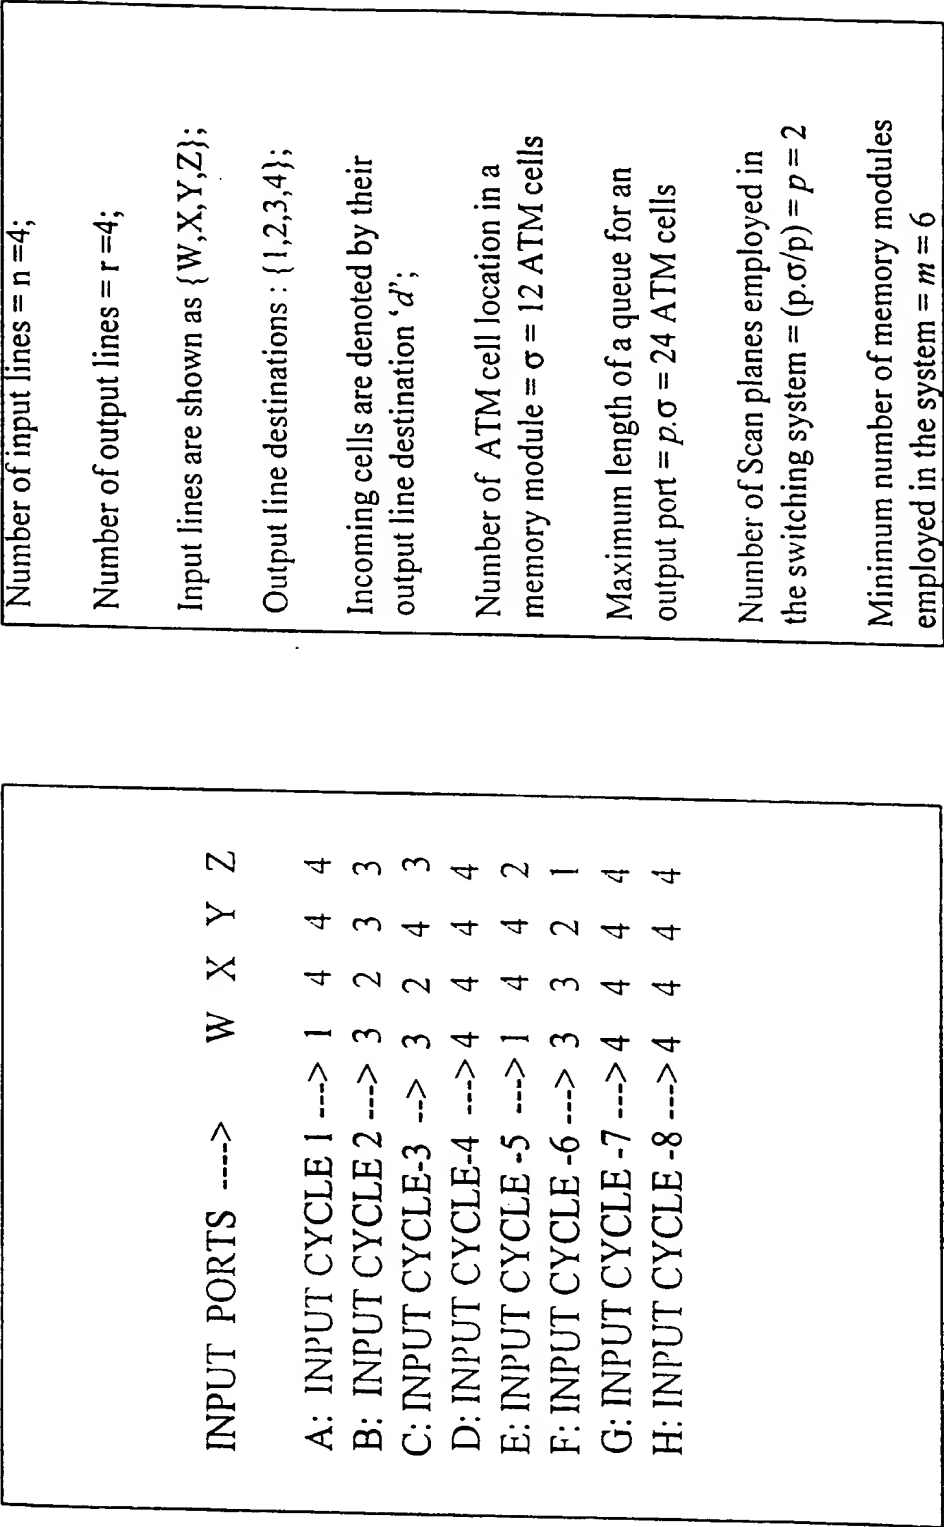 INPUT PORTS ----> W X Y Z
A: INPUT CYCLE 1 ---> 1 4 4 4
B: INPUT CYCLE 2 ---> 3 2 3 3
C: INPUT CYCLE-3 --> 3 2 4 3
D: INPUT CYCLE-4 ---> 4 4 4 4
E: INPUT CYCLE -5 ---> 1 4 4 2
F: INPUT CYCLE -6 ---> 3 3 2 1
G: INPUT CYCLE -7 ---> 4 4 4 4
H: INPUT CYCLE -8 ----> 4 4 4 4
Number of input lines = n =4;
Number of output lines = r =4;
Input lines are shown as {W,X,Y,Z};
Output line destinations : {1,2,3,4};
Incoming cells are denoted by their
output line destination ‘d’;
Number of ATM cell location in a
memory module = σ = 12 ATM cells
Maximum length of a queue for an
output port = p.σ = 24 ATM cells
Number of Scan planes employed in
the switching system = (p.σ/p) = p = 2
Minimum number of memory modules
employed in the system = m = 6